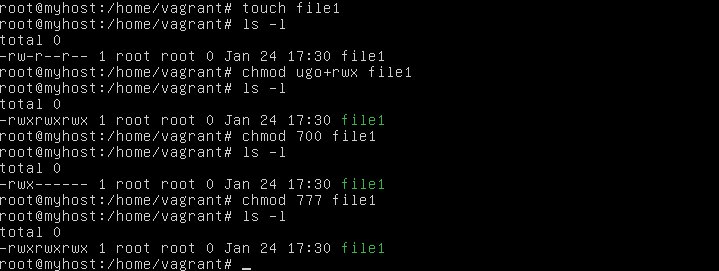 root@myhost:/home/vagrant# touch file1
root@myhost:/home/vagrant# ls -l
total 0
-rw-r--r-- 1 root root 0 Jan 24 17:30 file1
root@myhost:/home/vagrant# chmod ugo+rwx file1
root@myhost:/home/vagrant# ls -l
total 0
-rwxrwxrwx 1 root root 0 Jan 24 17:30 file1
root@myhost:/home/vagrant# chmod 700 file1
root@myhost:/home/vagrant# ls -l
total 0
-rwx------ 1 root root 0 Jan 24 17:30 file1
root@myhost:/home/vagrant# chmod 777 file1
root@myhost:/home/vagrant# ls -l
total 0
-rwxrwxrwx 1 root root 0 Jan 24 17:30 file1
root@myhost:/home/vagrant# _